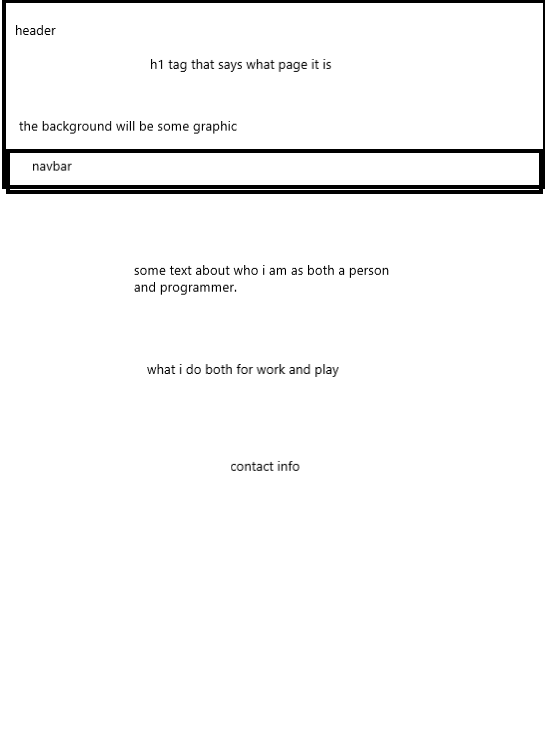 header
h1 tag that says what page it is
the background will be some graphic
navbar
some text about who i am as both a person
and programmer.
what i do both for work and play
contact info